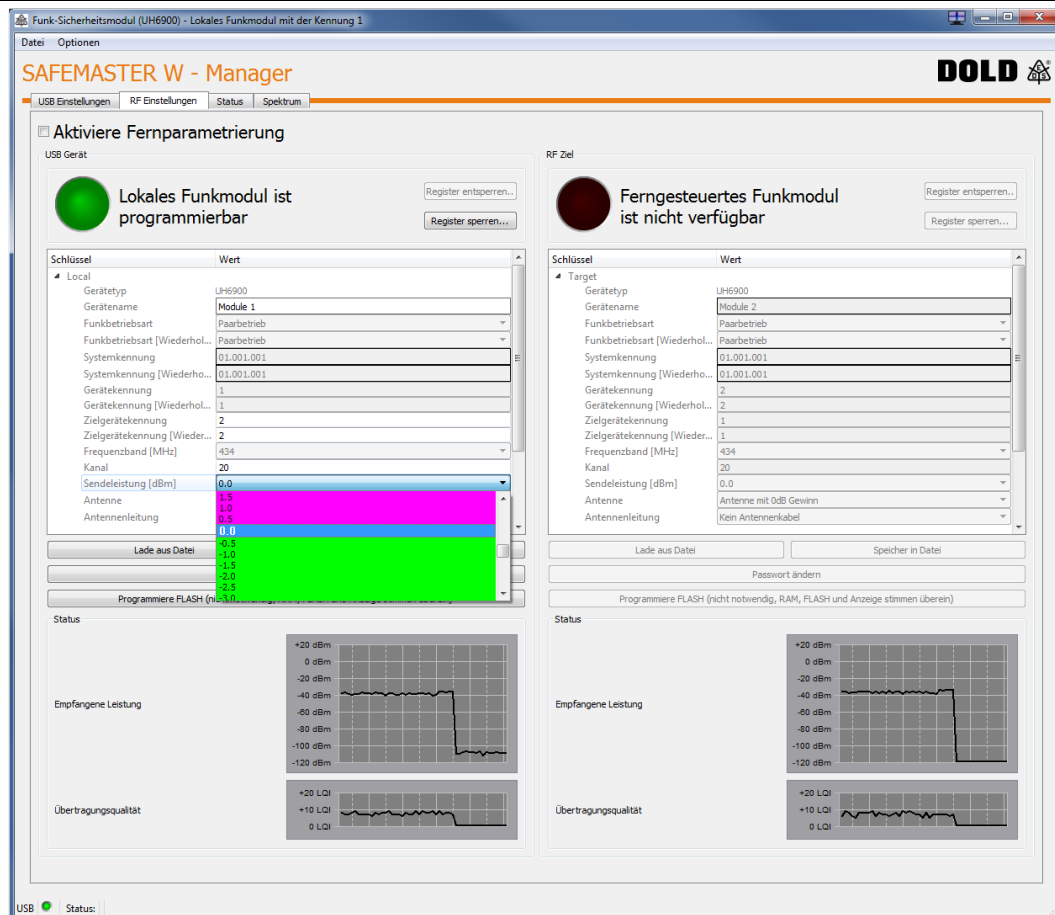 Funk-Sicherheitsmodul (UH6900) - Lokales Funkmodul mit der Kennung 1
Datei Optionen
SAFEMASTER W - Manager
DOLD
E D S
USB Einstellungen RF Einstellungen Status Spektrum
Aktiviere Fernparametrierung
USB Gerät
Lokales Funkmodul ist
programmierbar
Register entsperren..
Register sperren...
Schlüssel Wert
Local
Gerätetyp UH6900
Gerätename Module 1
Funkbetriebsart Paarbetrieb
Funkbetriebsart [Wiederhol... Paarbetrieb
Systemkennung 01.001.001
Systemkennung [Wiederho... 01.001.001
Gerätekennung 1
Gerätekennung [Wiederhol... 1
Zielgerätekennung 2
Zielgerätekennung [Wieder... 2
Frequenzband [MHz] 434
Kanal 20
Sendeleistung [dBm] 0.0
Antenne
Antennenleitung
1.5
1.0
0.5
0.0
-0.5
-1.0
-1.5
-2.0
-2.5
-3.0
Lade aus Datei
Status
Empfangene Leistung
+20 dBm
0 dBm
-20 dBm
-40 dBm
-60 dBm
-80 dBm
-100 dBm
-120 dBm
Übertragungsqualität
+20 LQI
+10 LQI
0 LQI
RF Ziel
Ferngesteuertes Funkmodul
ist nicht verfügbar
Register entsperren..
Register sperren...
Schlüssel Wert
Target
Gerätetyp UH6900
Gerätename Module 2
Funkbetriebsart Paarbetrieb
Funkbetriebsart [Wiederhol... Paarbetrieb
Systemkennung 01.001.001
Systemkennung [Wiederho... 01.001.001
Gerätekennung 2
Gerätekennung [Wiederhol... 2
Zielgerätekennung 1
Zielgerätekennung [Wieder... 1
Frequenzband [MHz] 434
Kanal 20
Sendeleistung [dBm] 0.0
Antenne Antenne mit 0dB Gewinn
Antennenleitung Kein Antennenkabel
Lade aus Datei Speicher in Datei
Passwort ändern
Programmiere FLASH (nicht notwendig, RAM, FLASH und Anzeige stimmen überein)
Status
Empfangene Leistung
+20 dBm
0 dBm
-20 dBm
-40 dBm
-60 dBm
-80 dBm
-100 dBm
-120 dBm
Übertragungsqualität
+20 LQI
+10 LQI
0 LQI
USB Status: